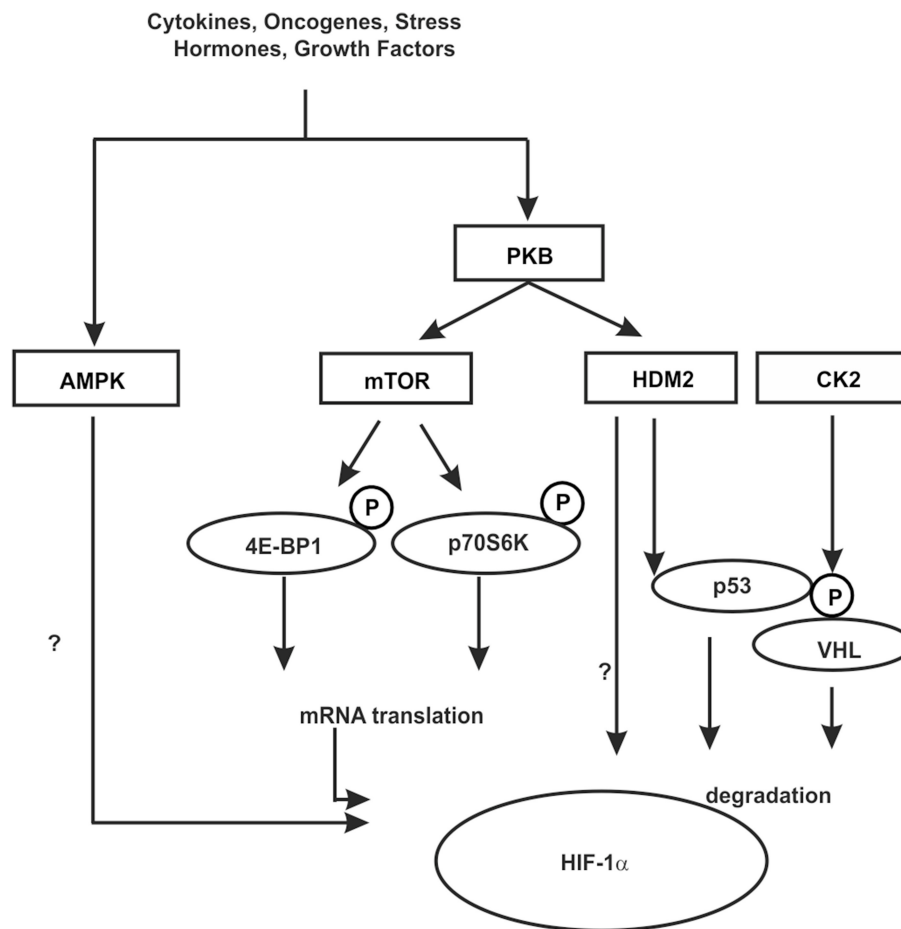 Cytokines, Oncogenes, Stress
Hormones, Growth Factors
PKB
AMPK
mTOR
HDM2
CK2
P
P
4E-BP1
p70S6K
p53
P
?
?
VHL
mRNA translation
degradation
HIF-1α